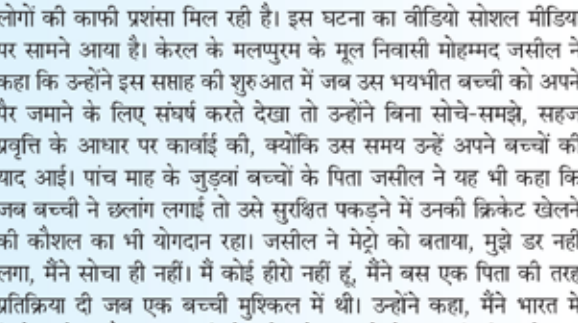 लोगों की काफी प्रशंसा मिल रही है। इस घटना का वीडियो सोशल मीडिया
पर सामने आया है। केरल के मलप्पुरम के मूल निवासी मोहम्मद जसील ने
कहा कि उन्होंने इस सप्ताह की शुरुआत में जब उस भयभीत बच्ची को अपने
पैर जमाने के लिए संघर्ष करते देखा तो उन्होंने बिना सोचे-समझे, सहज
प्रवृत्ति के आधार पर कार्वाई की, क्योंकि उस समय उन्हें अपने बच्चों की
याद आई। पांच माह के जुड़वां बच्चों के पिता जसील ने यह भी कहा कि
जब बच्ची ने छलांग लगाई तो उसे सुरक्षित पकड़ने में उनकी क्रिकेट खेलने
की कौशल का भी योगदान रहा। जसील ने मेट्रो को बताया, मुझे डर नहीं
लगा, मैंने सोचा ही नहीं। मैं कोई हीरो नहीं हूं, मैंने बस एक पिता की तरह
प्रतिक्रिया दी जब एक बच्ची मुश्किल में थी। उन्होंने कहा, मैंने भारत में